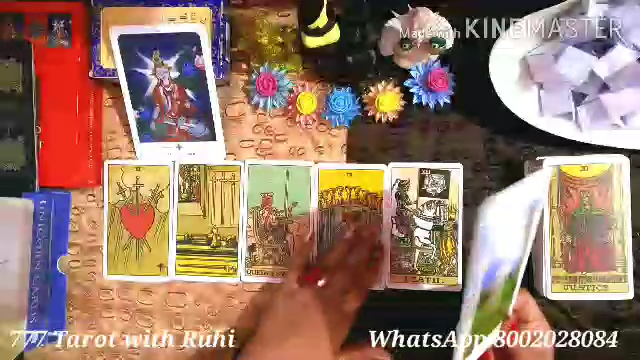 Made with KINEMASTER
DEATH.
JUSTICE
777 Tarot with Ruhi
WhatsApp 8002028084